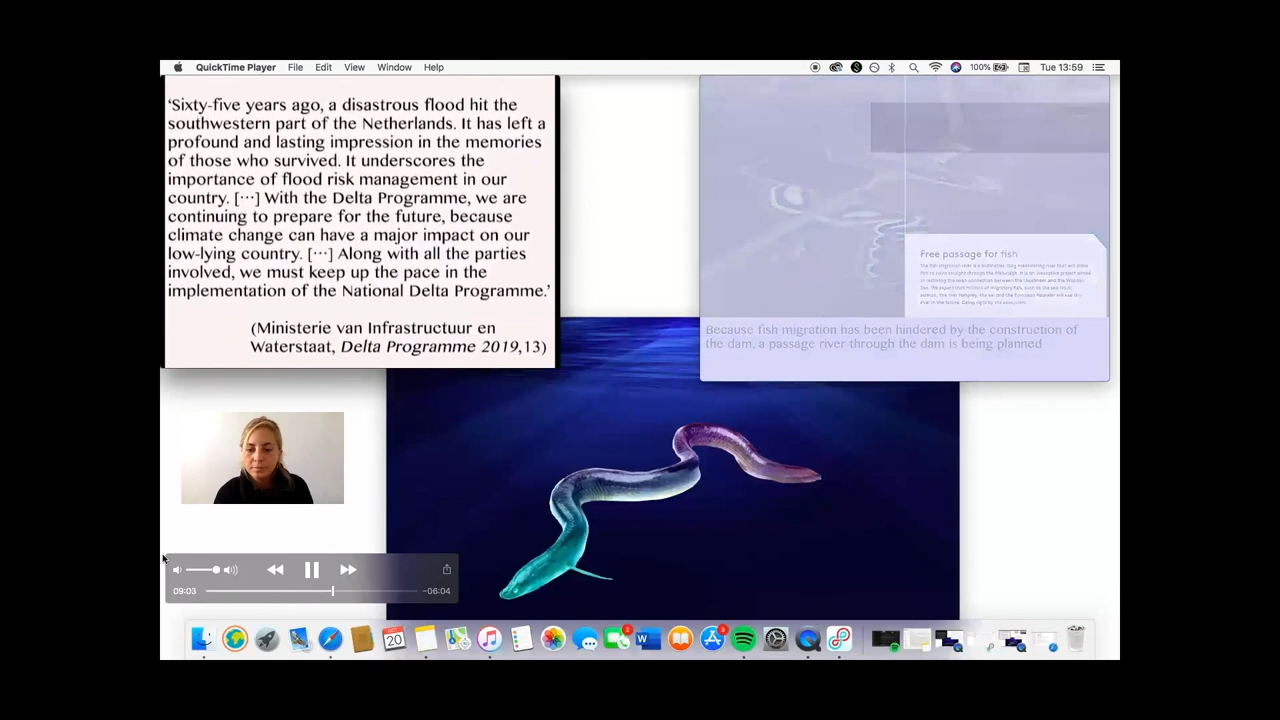 QuickTime Player File Edit View Window Help 100% Tue 13:59
‘Sixty-five years ago, a disastrous flood hit the
southwestern part of the Netherlands. It has left a
profound and lasting impression in the memories
of those who survived. It underscores the
importance of flood risk management in our
country. [⋯] With the Delta Programme, we are
continuing to prepare for the future, because
climate change can have a major impact on our
low-lying country. [⋯] Along with all the parties
involved, we must keep up the pace in the
implementation of the National Delta Programme.’
(Ministerie van Infrastructuur en
Waterstaat, Delta Programme 2019,13)
Free passage for fish
Because fish migration has been hindered by the construction of
the dam, a passage river through the dam is being planned
09:03 -06:04
20